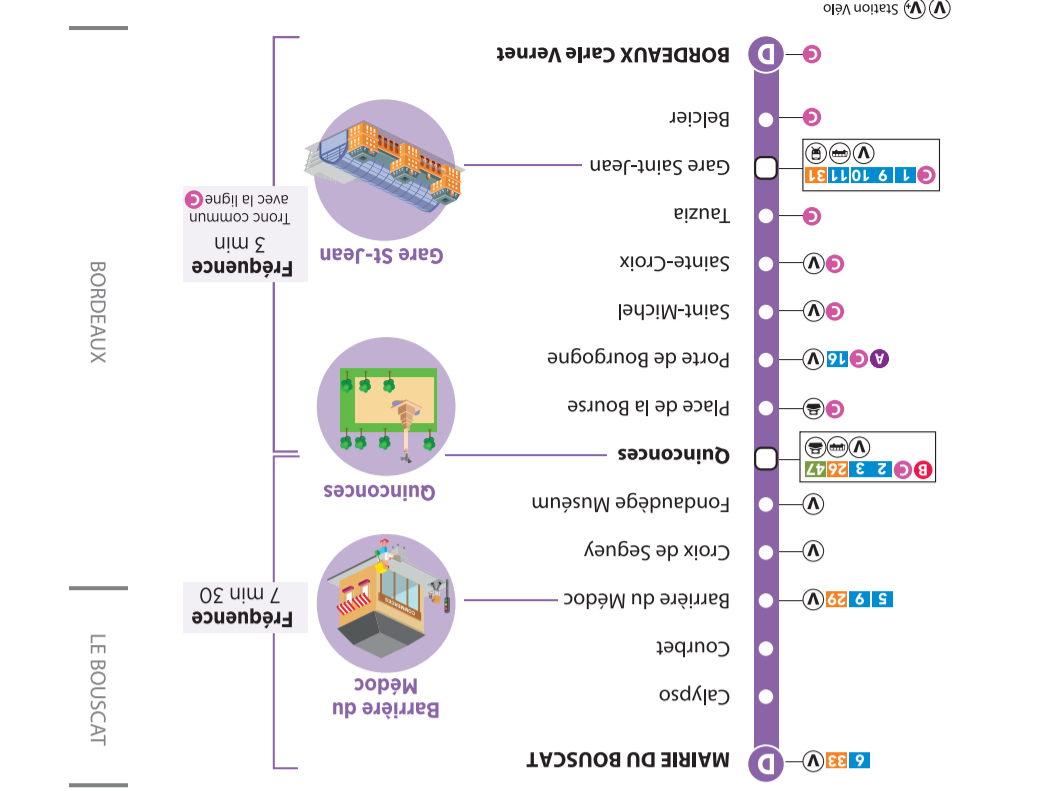 6 33 V D MAIRIE DU BOUSCAT
Calypso
Courbet
5 9 29 V Barrière du Médoc
V Croix de Seguey
V Fondaudège Muséum
B C 2 3 26 47
V
Quinconces
C Place de la Bourse
A C 16 V Porte de Bourgogne
C V Saint-Michel
C V Sainte-Croix
C Tauzia
C 1 9 10 11 31
V
Gare Saint-Jean
C Belcier
C D BORDEAUX Carle Vernet
Barrière du
Médoc
COMMERCES
Quinconces
Gare St-Jean
Fréquence
7 min 30
Fréquence
3 min
Tronc commun
avec la ligne C
LE BOUSCAT
BORDEAUX
V V+ Station Vélo